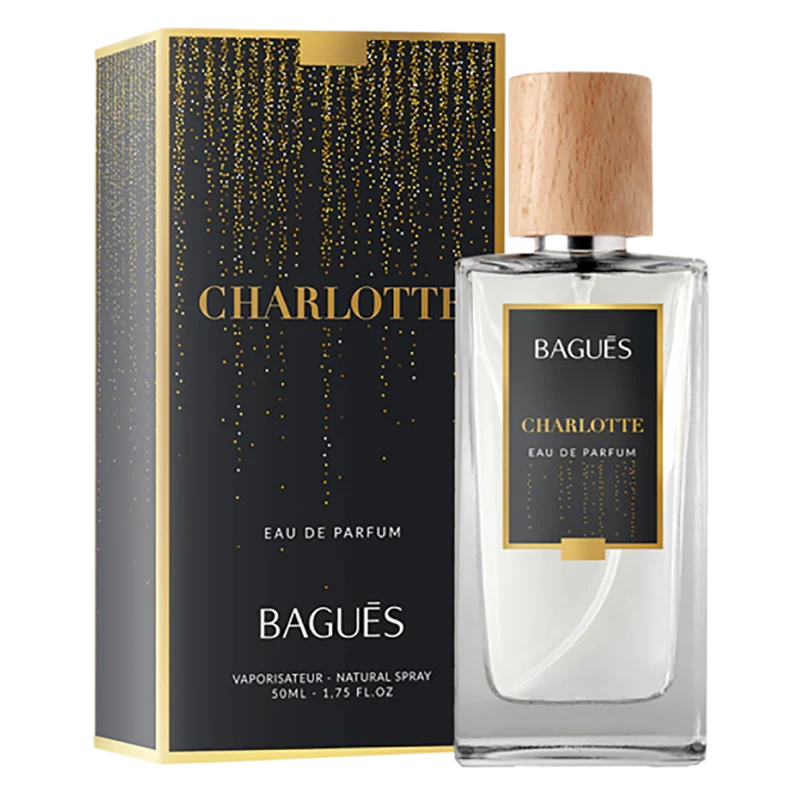 CHARLOTTE
EAU DE PARFUM
BAGUĒS
VAPORISATEUR - NATURAL SPRAY
50ML - 1,75 FL.OZ
BAGUĒS
CHARLOTTE
EAU DE PARFUM